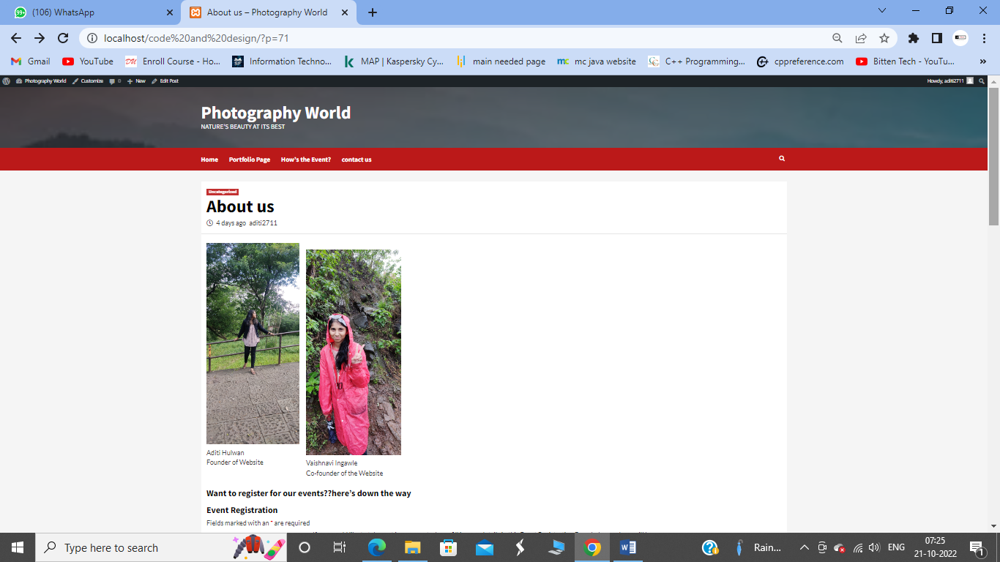 (106) WhatsApp
About us – Photography World
localhost/code%20and%20design/?p=71
Gmail
YouTube
Enroll Course - Ho...
Information Techno...
MAP | Kaspersky Cy...
main needed page
mc java website
C++ Programming...
cppreference.com
Bitten Tech - YouTu...
»
Photography World
Customize
0
New
Edit Post
Howdy, aditi2711
Photography World
NATURE'S BEAUTY AT ITS BEST
Home
Portfolio Page
How's the Event?
contact us
Uncategorized
About us
4 days ago aditi2711
Aditi Hulwan
Founder of Website
Vaishnavi Ingawle
Co-founder of the Website
Want to register for our events??here's down the way
Event Registration
Fields marked with an * are required
Type here to search
Rain...
ENG
07:25
21-10-2022
1